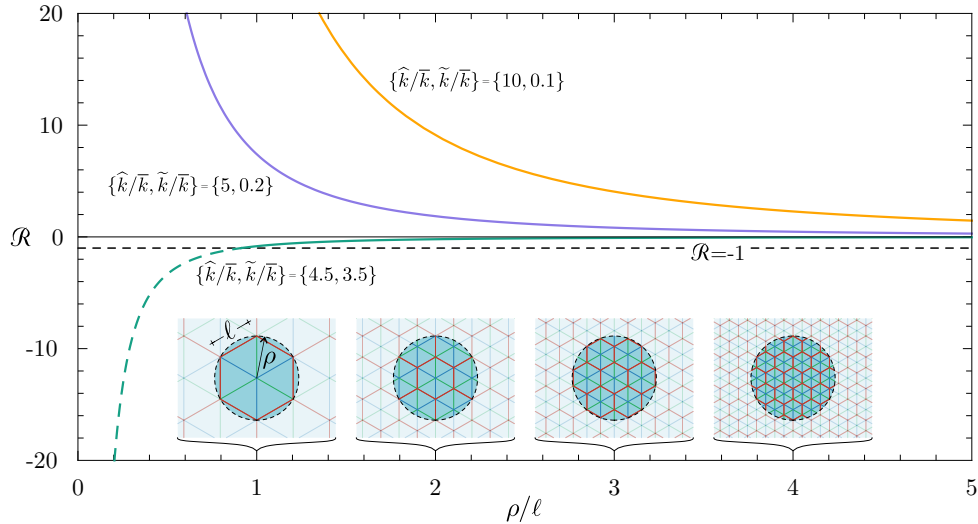 20
10
0
-10
-20
ℛ
{k̂/k̄, k̃/k̄}={10, 0.1}
{k̂/k̄, k̃/k̄}={5, 0.2}
ℛ=-1
{k̂/k̄, k̃/k̄}={4.5, 3.5}
ℓ
ρ
0 1 2 3 4 5
ρ/ℓ